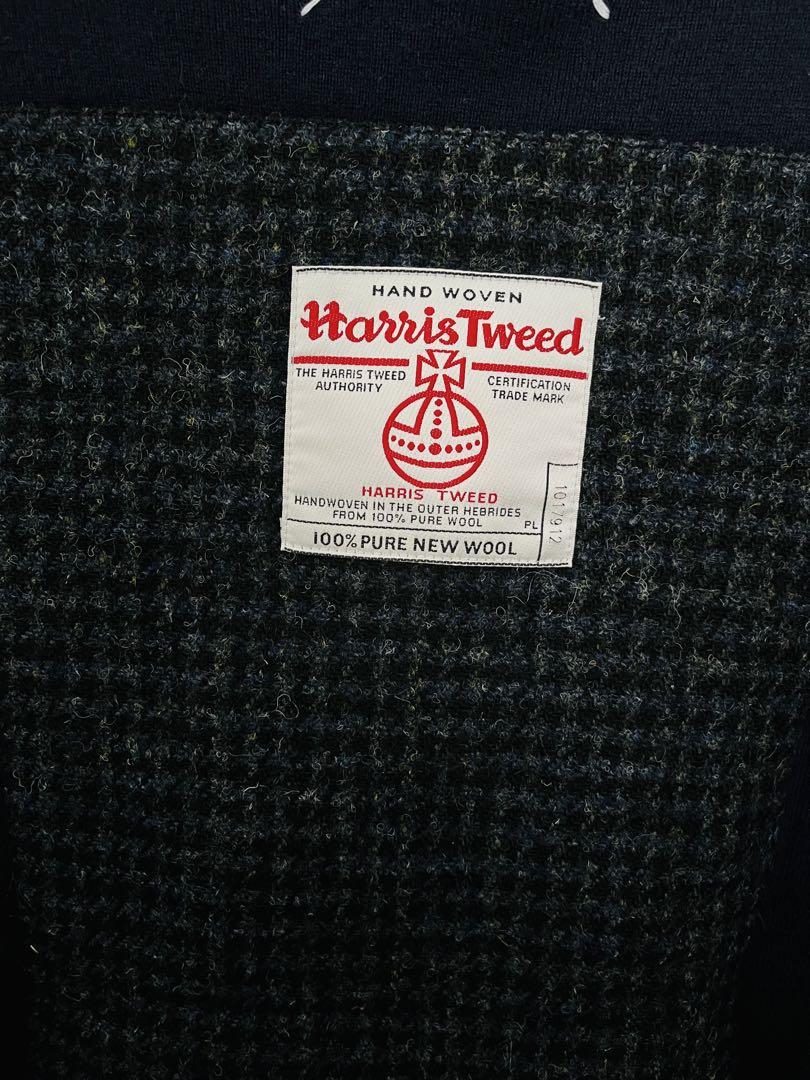 HAND WOVEN
Harris Tweed
THE HARRIS TWEED
AUTHORITY
CERTIFICATION
TRADE MARK
HARRIS TWEED
HANDWOVEN IN THE OUTER HEBRIDES
FROM 100% PURE WOOL
PL
1017912
100% PURE NEW WOOL